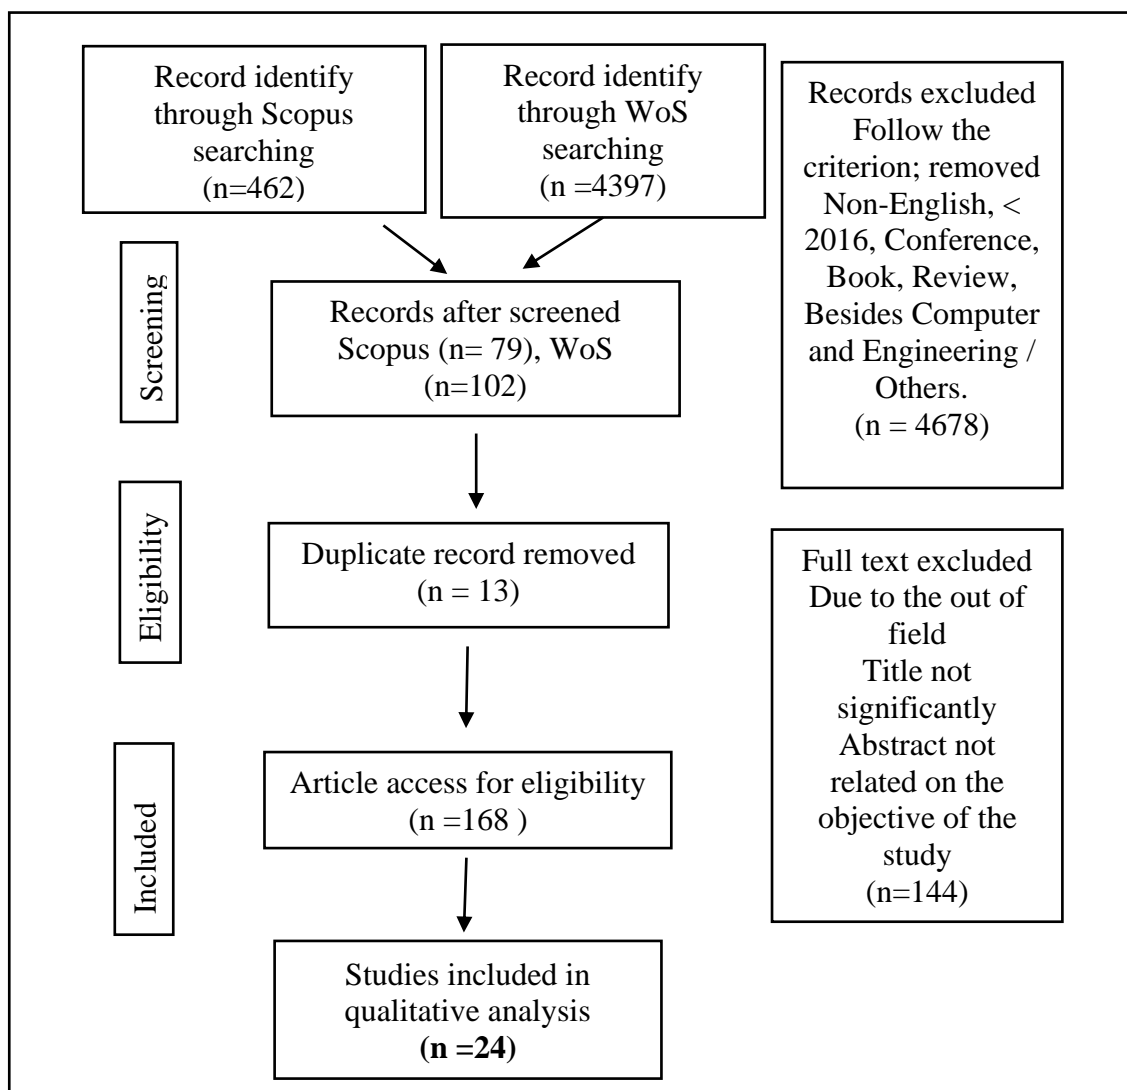 Record identify
through Scopus
searching
(n=462)
Record identify
through WoS
searching
(n =4397)
Records excluded
Follow the
criterion; removed
Non-English, <
2016, Conference,
Book, Review,
Besides Computer
and Engineering /
Others.
(n = 4678)
Screening
Records after screened
Scopus (n= 79), WoS
(n=102)
Eligibility
Duplicate record removed
(n = 13)
Full text excluded
Due to the out of
field
Title not
significantly
Abstract not
related on the
objective of the
study
(n=144)
Included
Article access for eligibility
(n =168 )
Studies included in
qualitative analysis
(n =24)